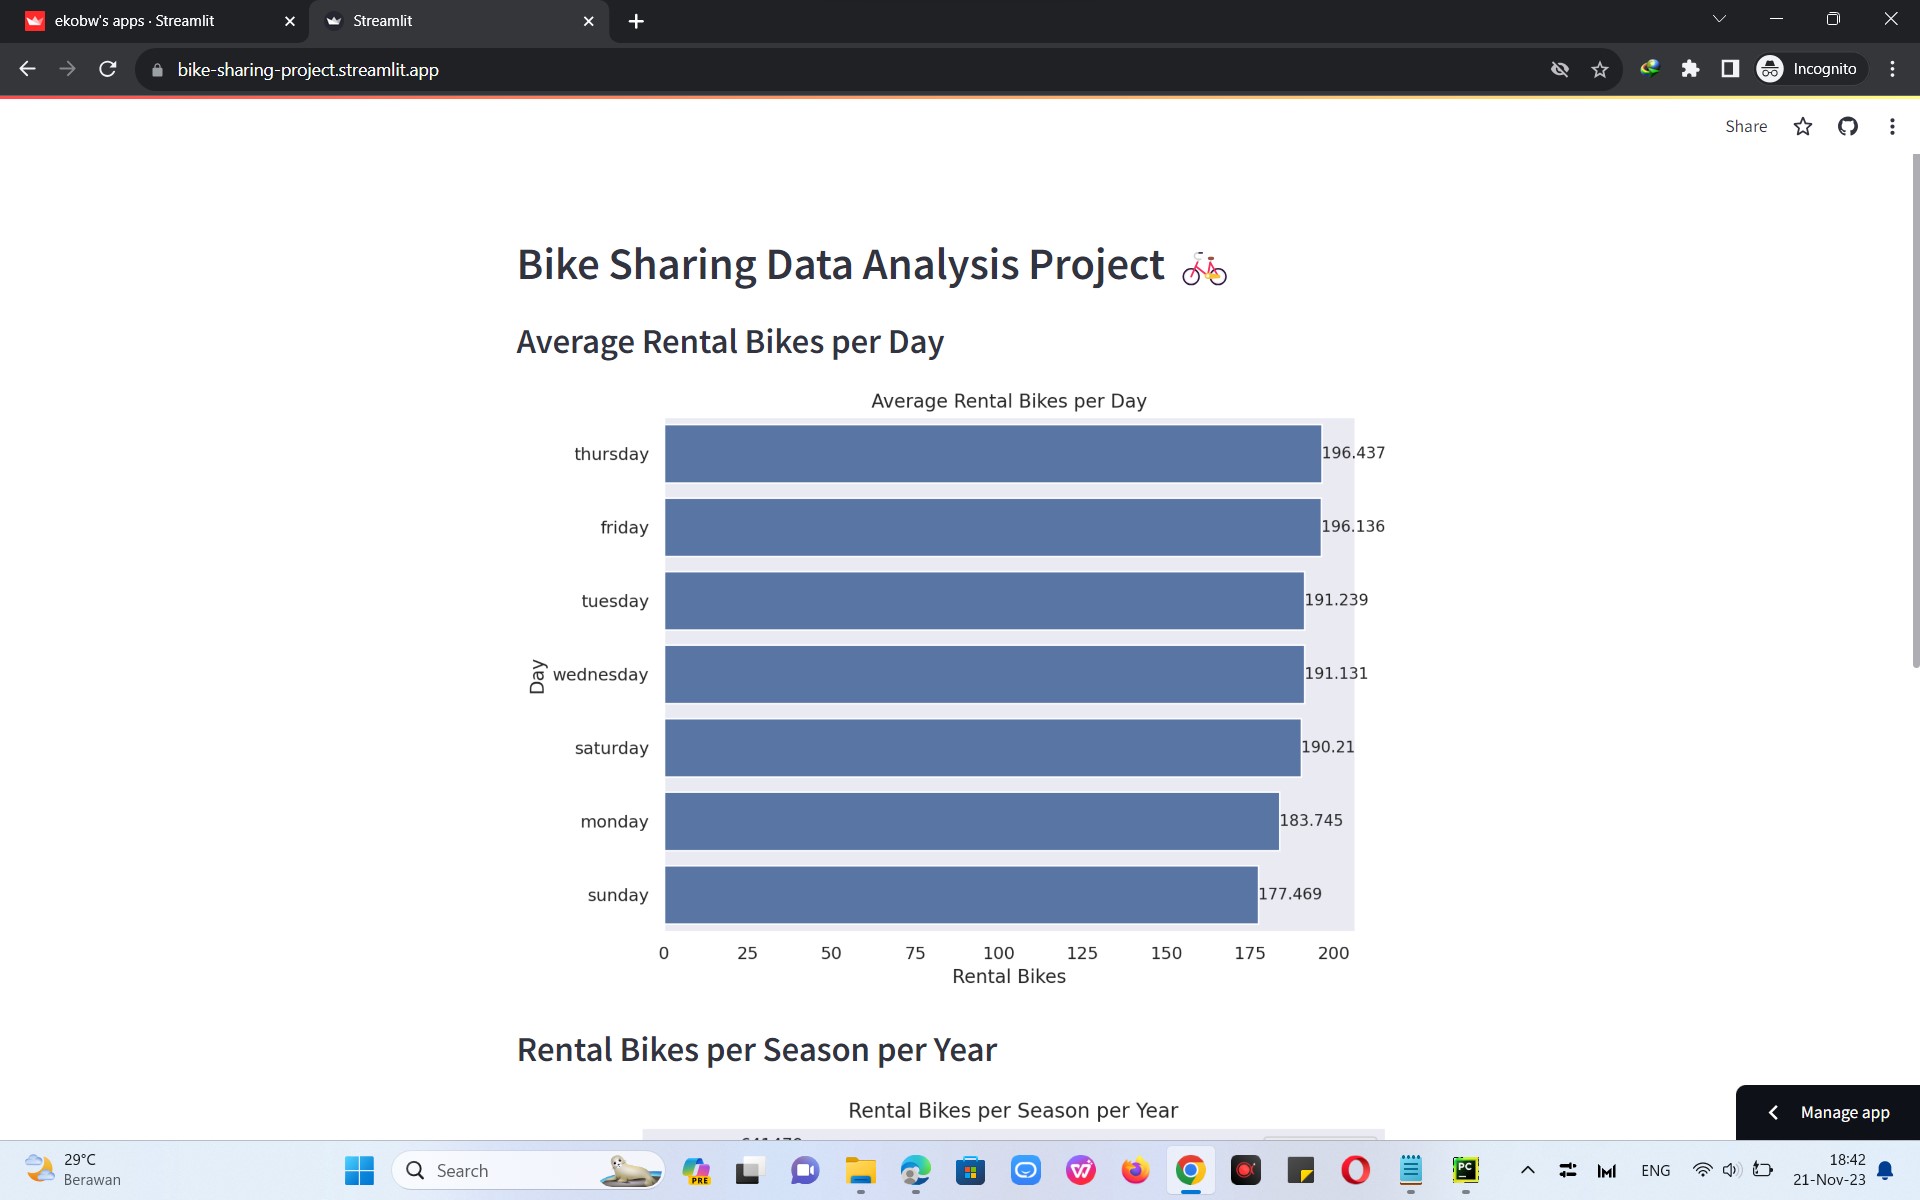 ekobw's apps · Streamlit
Streamlit
bike-sharing-project.streamlit.app
Incognito
Share
Bike Sharing Data Analysis Project
Average Rental Bikes per Day
Average Rental Bikes per Day
thursday 196.437
friday 196.136
tuesday 191.239
wednesday 191.131
saturday 190.21
monday 183.745
sunday 177.469
Day
0 25 50 75 100 125 150 175 200
Rental Bikes
Rental Bikes per Season per Year
Rental Bikes per Season per Year
Manage app
29°C
Berawan
Search
PRE
PC
ENG
18:42
21-Nov-23